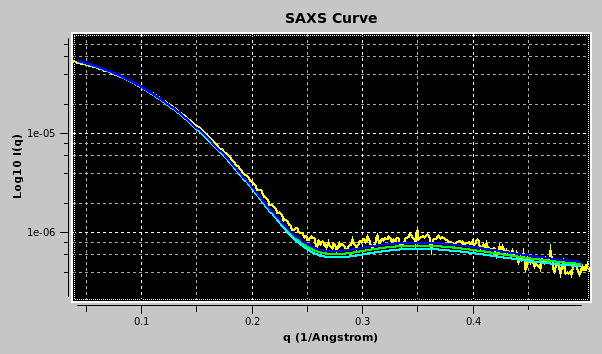 SAXS Curve
Log10 I(q)
1e-05
1e-06
0.1 0.2 0.3 0.4
q (1/Angstrom)